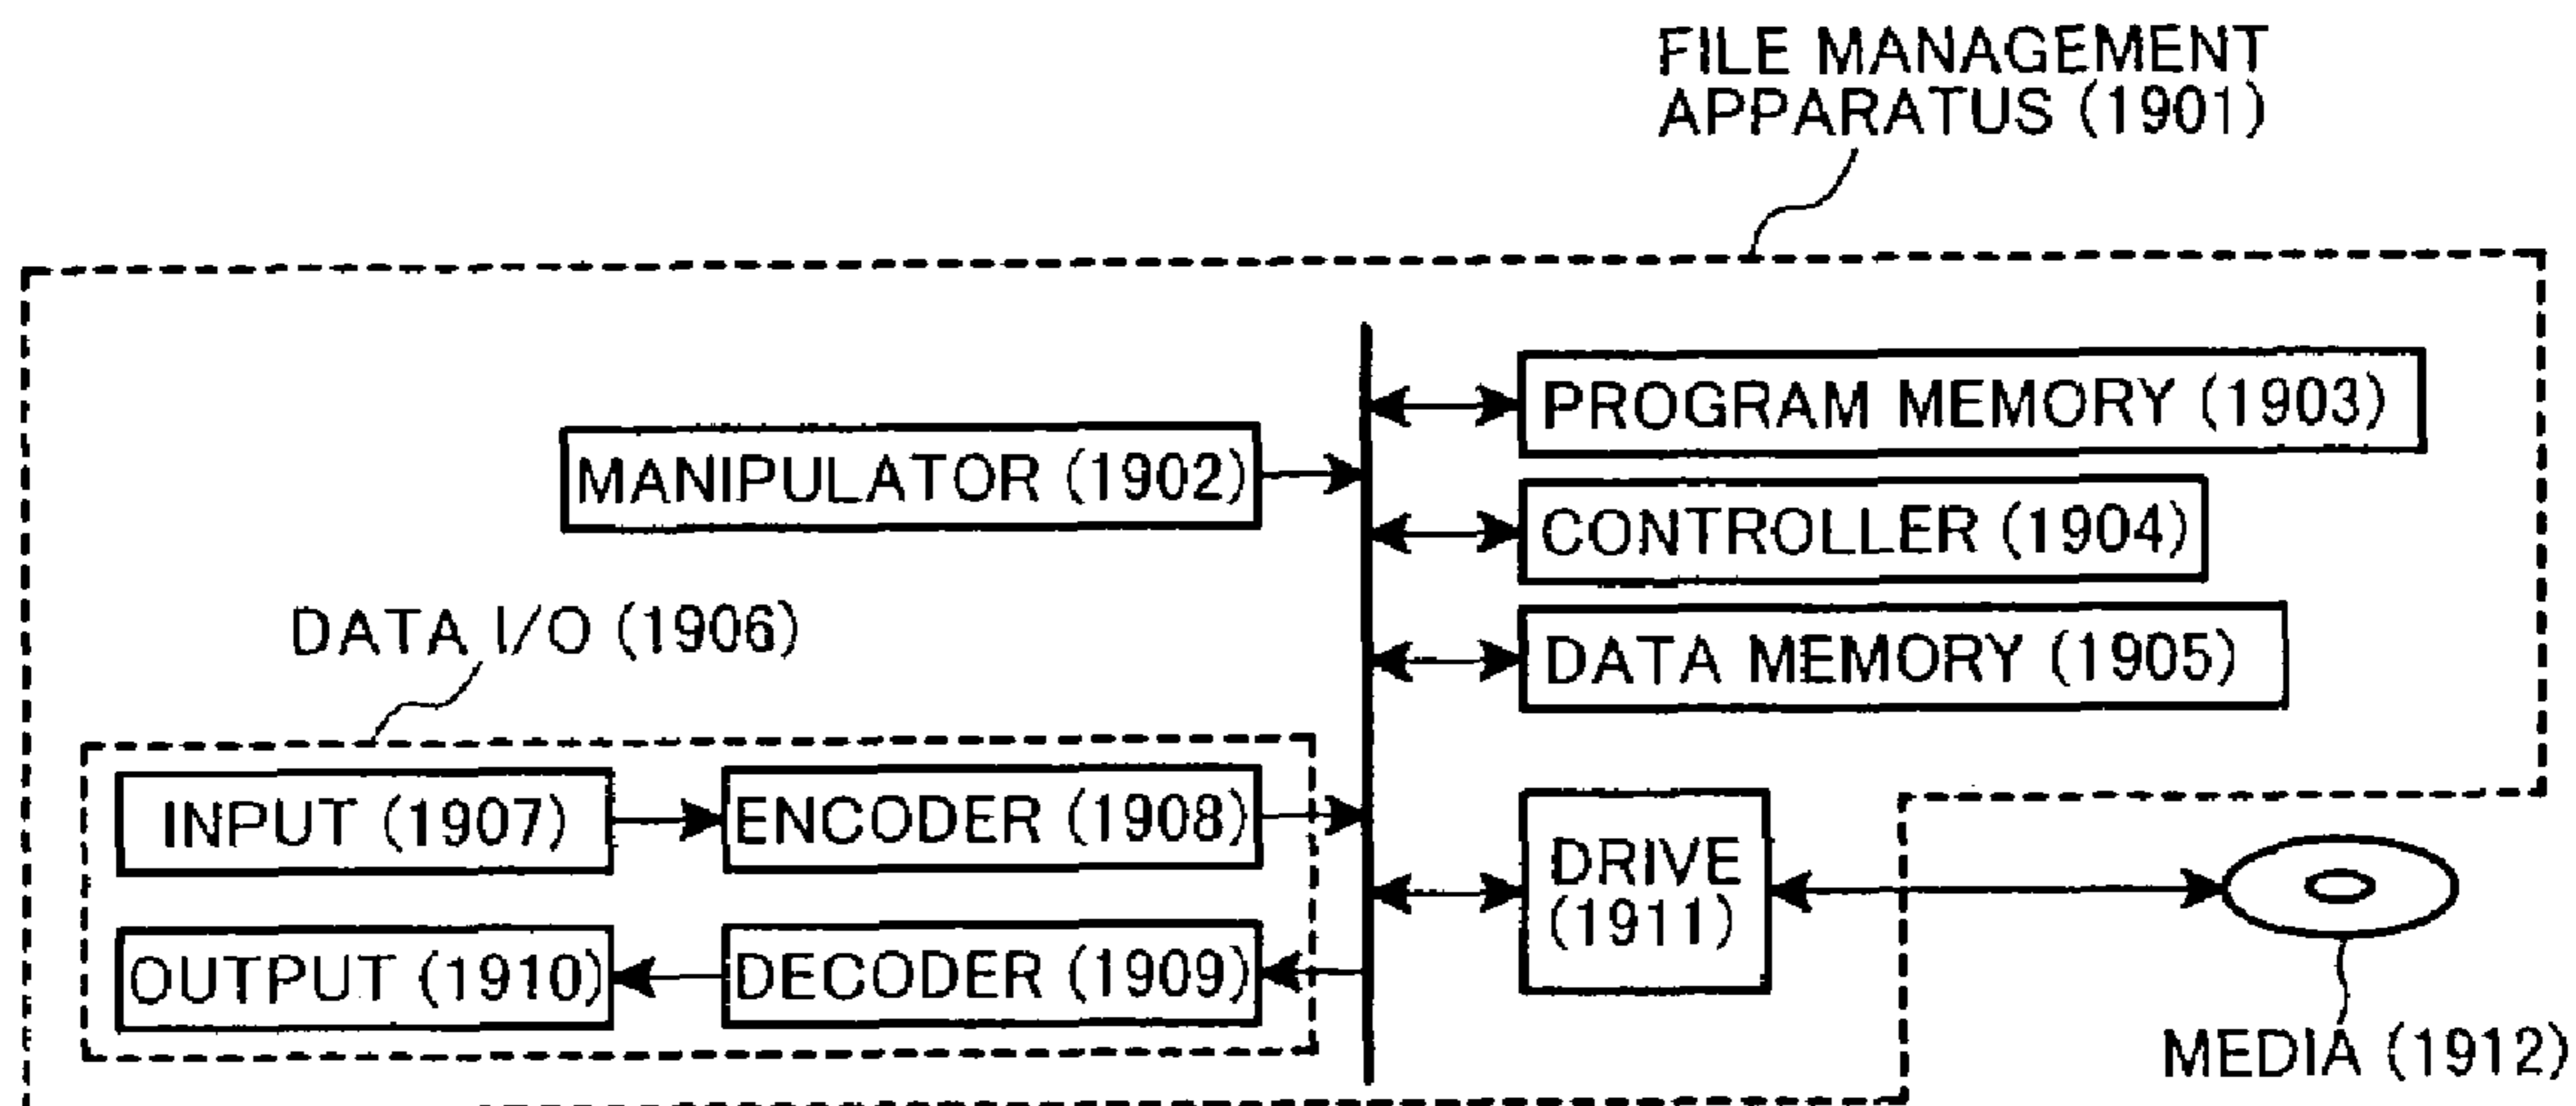 FILE MANAGEMENT
APPARATUS (1901)
MANIPULATOR (1902)
PROGRAM MEMORY (1903)
CONTROLLER (1904)
DATA MEMORY (1905)
DATA I/O (1906)
INPUT (1907)
ENCODER (1908)
OUTPUT (1910)
DECODER (1909)
DRIVE
(1911)
MEDIA (1912)